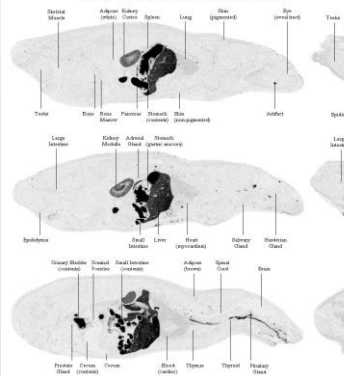 Skeletal Muscle
Adipose (white)
Kidney Cortex
Spleen
Lung
Skin (pigmented)
Eye (uveal tract)
Testis
Testis
Bone
Bone Marrow
Pancreas
Stomach (contents)
Skin (non-pigmented)
Artifact
Large Intestine
Kidney Medulla
Adrenal Gland
Stomach (gastric mucosa)
Epididymis
Small Intestine
Liver
Heart (myocardium)
Salivary Gland
Harderian Gland
Urinary Bladder (contents)
Seminal Vesicles
Small Intestine (contents)
Adipose (brown)
Spinal Cord
Brain
Prostate Gland
Cecum (contents)
Cecum
Blood (cardiac)
Thymus
Thyroid
Pituitary Gland